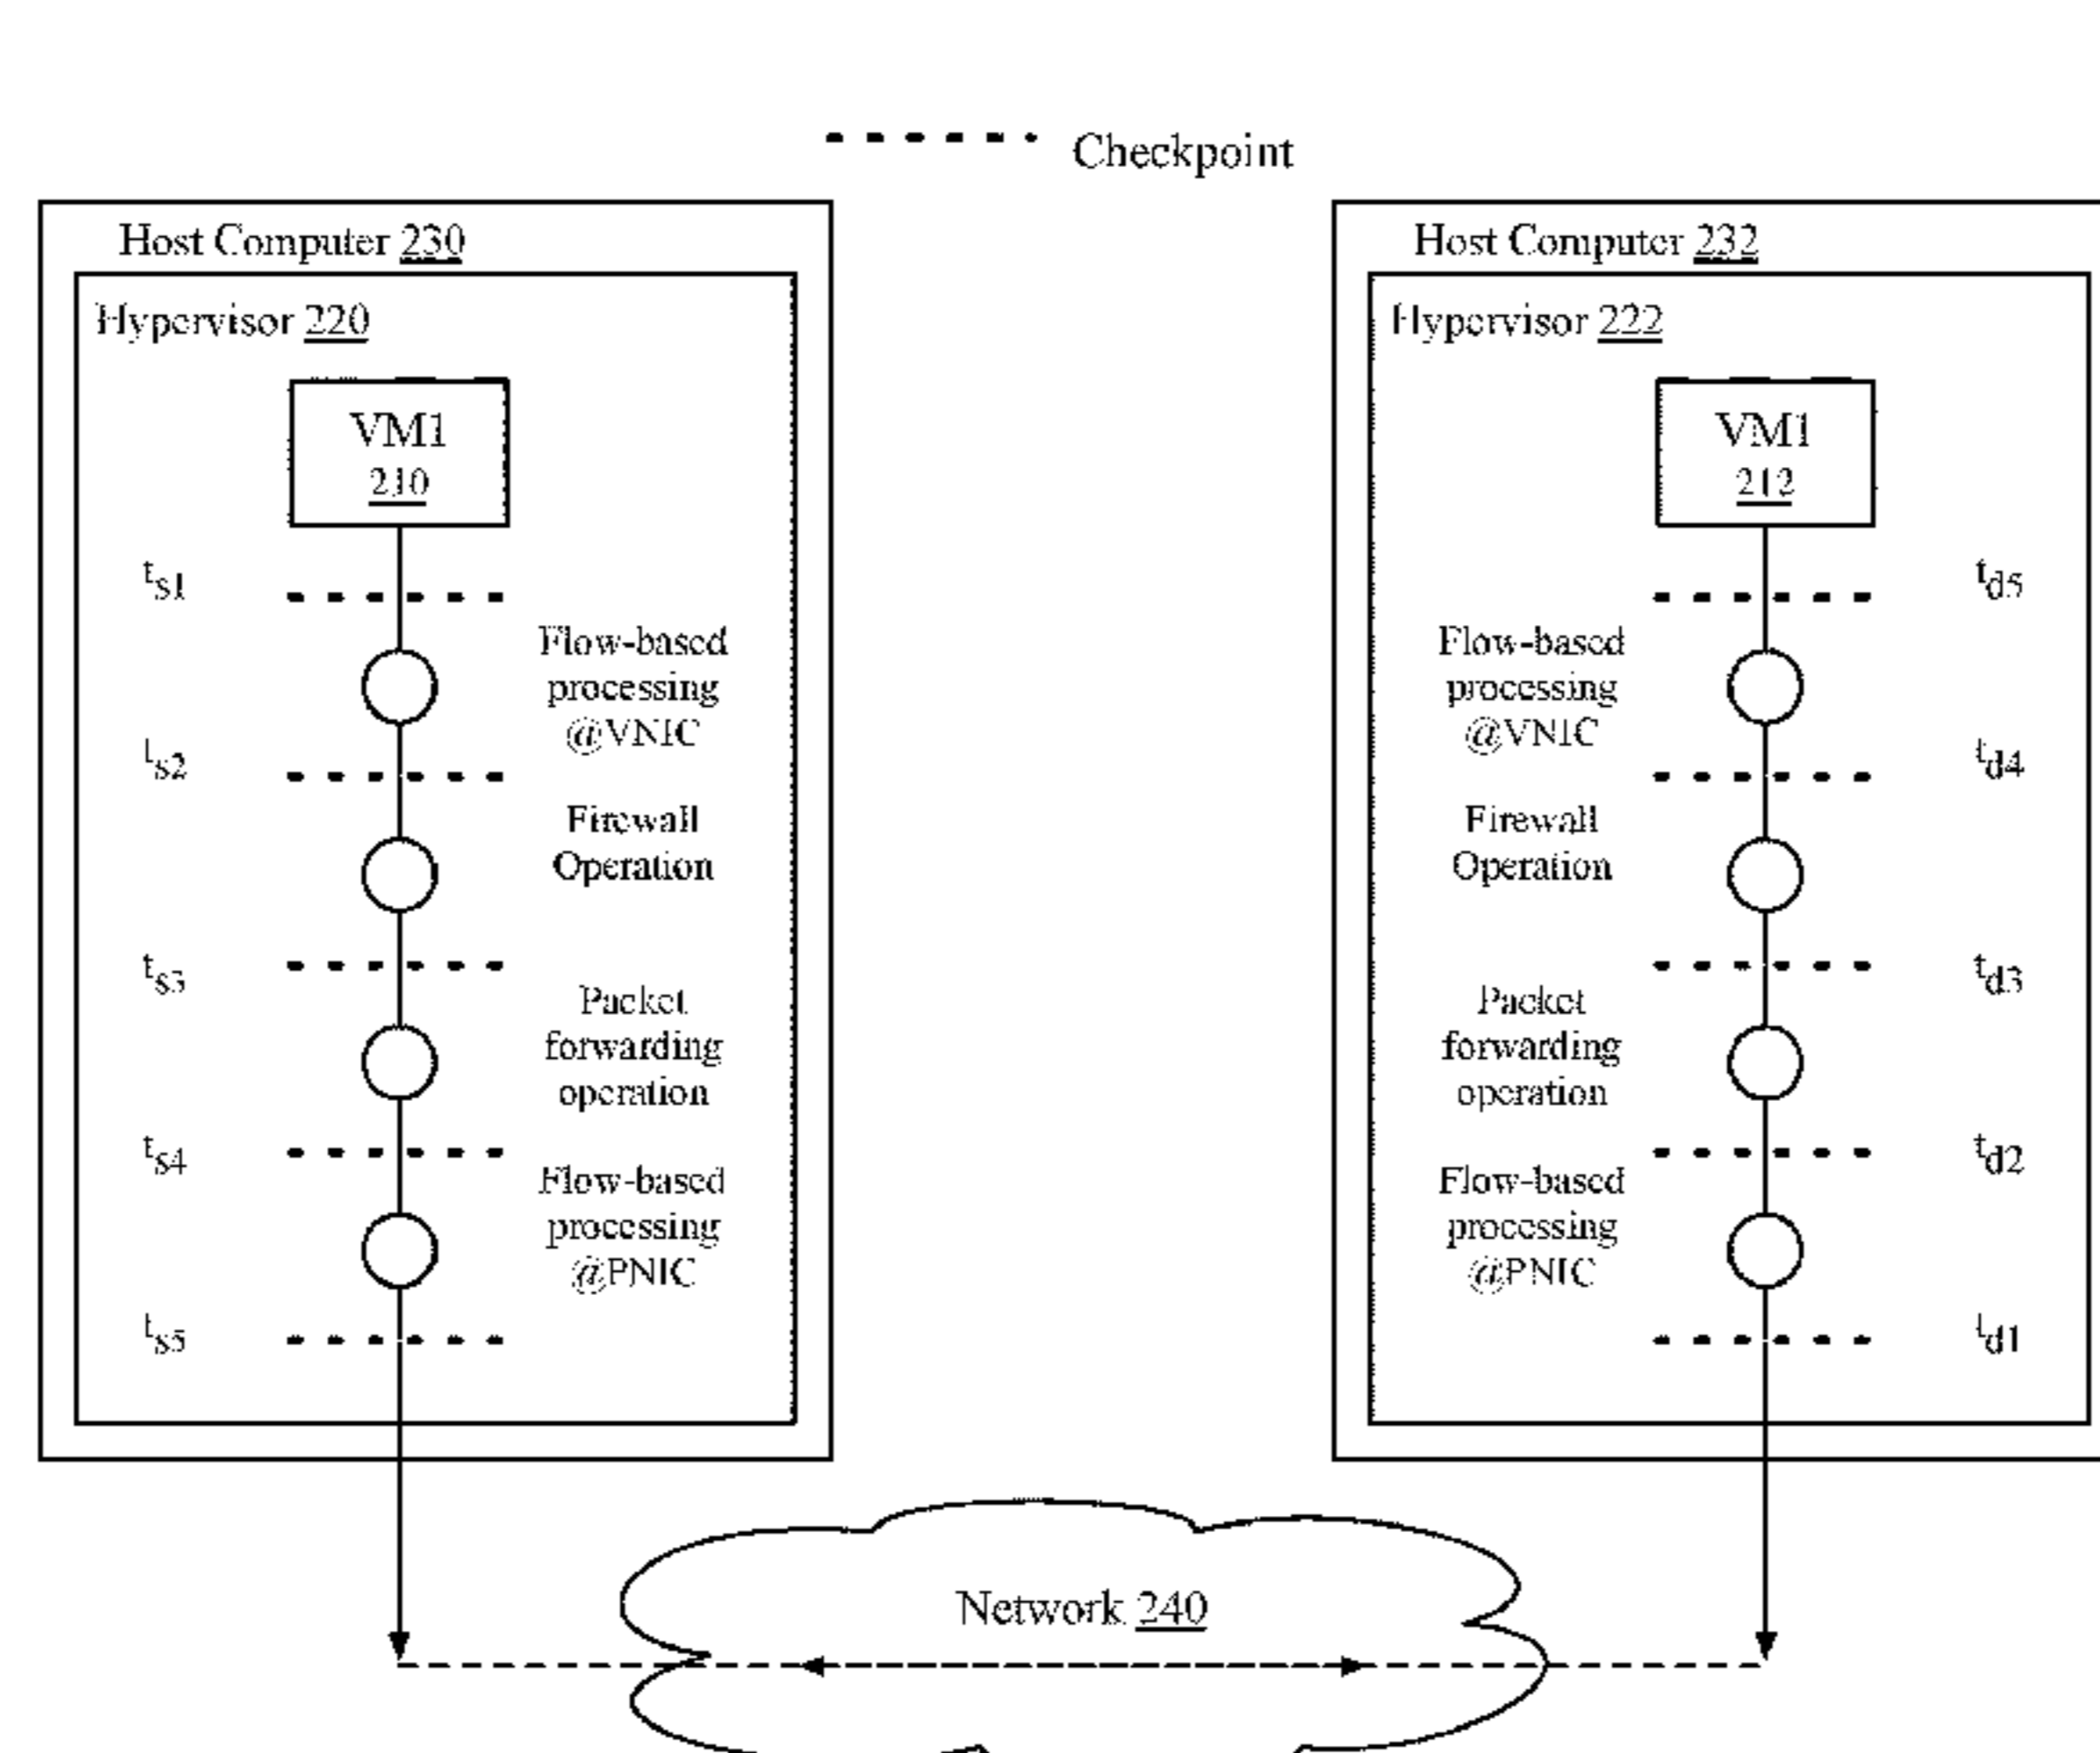 Checkpoint
Host Computer 230
Hypervisor 220
VM1
210
ts1
Flow-based
processing
@VNIC
ts2
Firewall
Operation
ts3
Packet
forwarding
operation
ts4
Flow-based
processing
@PNIC
ts5
Host Computer 232
Hypervisor 222
VM1
212
td5
Flow-based
processing
@VNIC
td4
Firewall
Operation
td3
Packet
forwarding
operation
td2
Flow-based
processing
@PNIC
td1
Network 240